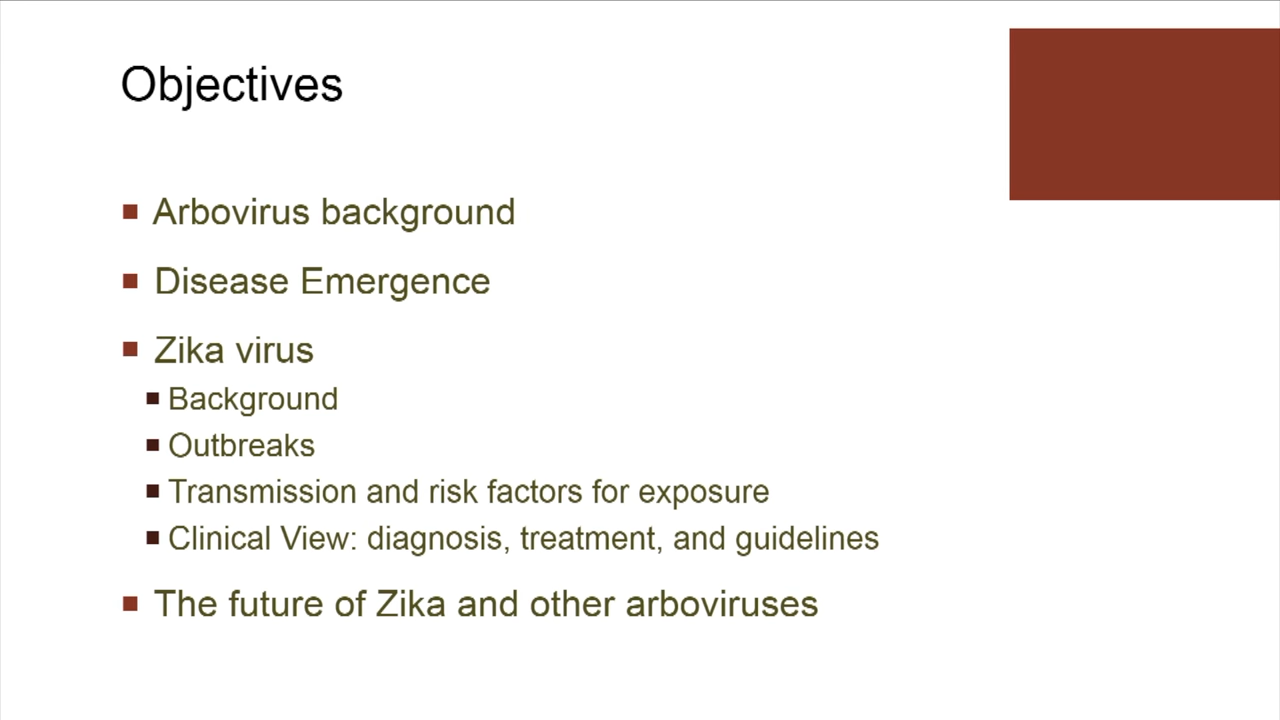 Objectives
Arbovirus background
Disease Emergence
Zika virus
Background
Outbreaks
Transmission and risk factors for exposure
Clinical View: diagnosis, treatment, and guidelines
The future of Zika and other arboviruses